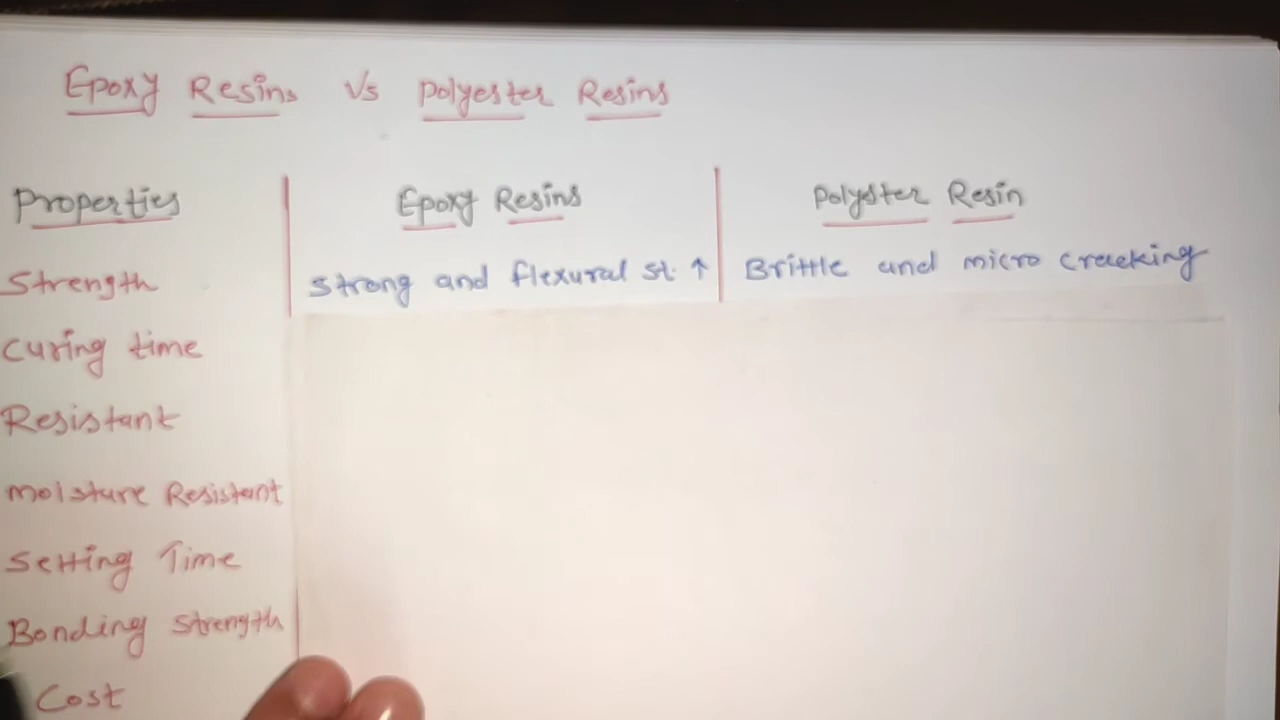 Epoxy Resins Vs Polyester Resins
Properties Epoxy Resins Polyster Resin
Strength Strong and flexural st. ↑ Brittle and micro cracking
Curing time
Resistant
Moisture Resistant
Setting Time
Bonding Strength
Cost